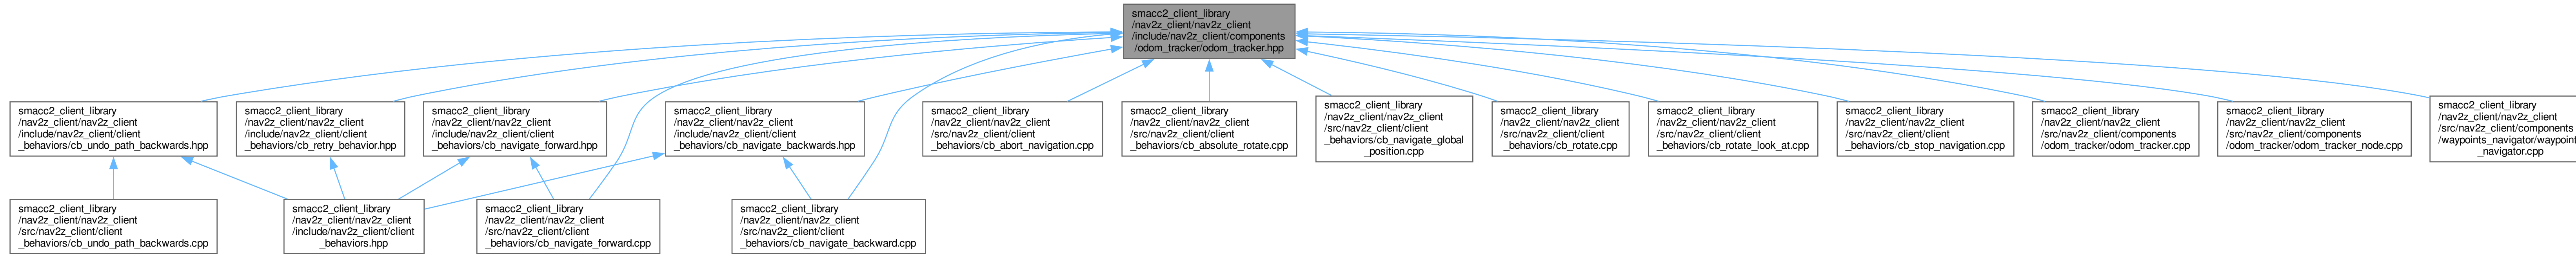 smacc2_client_library
/nav2z_client/nav2z_client
/include/nav2z_client/components
/odom_tracker/odom_tracker.hpp
smacc2_client_library
/nav2z_client/nav2z_client
/include/nav2z_client/client
_behaviors/cb_undo_path_backwards.hpp
smacc2_client_library
/nav2z_client/nav2z_client
/include/nav2z_client/client
_behaviors/cb_retry_behavior.hpp
smacc2_client_library
/nav2z_client/nav2z_client
/include/nav2z_client/client
_behaviors/cb_navigate_forward.hpp
smacc2_client_library
/nav2z_client/nav2z_client
/include/nav2z_client/client
_behaviors/cb_navigate_backwards.hpp
smacc2_client_library
/nav2z_client/nav2z_client
/src/nav2z_client/client
_behaviors/cb_abort_navigation.cpp
smacc2_client_library
/nav2z_client/nav2z_client
/src/nav2z_client/client
_behaviors/cb_absolute_rotate.cpp
smacc2_client_library
/nav2z_client/nav2z_client
/src/nav2z_client/client
_behaviors/cb_navigate_global
_position.cpp
smacc2_client_library
/nav2z_client/nav2z_client
/src/nav2z_client/client
_behaviors/cb_rotate.cpp
smacc2_client_library
/nav2z_client/nav2z_client
/src/nav2z_client/client
_behaviors/cb_rotate_look_at.cpp
smacc2_client_library
/nav2z_client/nav2z_client
/src/nav2z_client/client
_behaviors/cb_stop_navigation.cpp
smacc2_client_library
/nav2z_client/nav2z_client
/src/nav2z_client/components
/odom_tracker/odom_tracker.cpp
smacc2_client_library
/nav2z_client/nav2z_client
/src/nav2z_client/components
/odom_tracker/odom_tracker_node.cpp
smacc2_client_library
/nav2z_client/nav2z_client
/src/nav2z_client/components
/waypoints_navigator/waypoint
_navigator.cpp
smacc2_client_library
/nav2z_client/nav2z_client
/src/nav2z_client/client
_behaviors/cb_undo_path_backwards.cpp
smacc2_client_library
/nav2z_client/nav2z_client
/include/nav2z_client/client
_behaviors.hpp
smacc2_client_library
/nav2z_client/nav2z_client
/src/nav2z_client/client
_behaviors/cb_navigate_forward.cpp
smacc2_client_library
/nav2z_client/nav2z_client
/src/nav2z_client/client
_behaviors/cb_navigate_backward.cpp